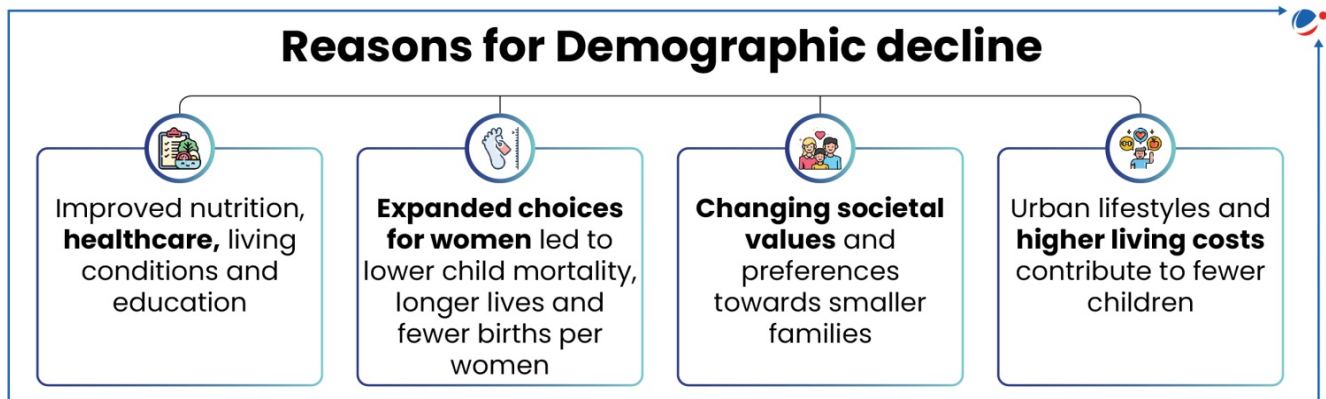 Reasons for Demographic decline
Improved nutrition,
healthcare, living
conditions and
education
Expanded choices
for women led to
lower child mortality,
longer lives and
fewer births per
women
Changing societal
values and
preferences
towards smaller
families
Urban lifestyles and
higher living costs
contribute to fewer
children